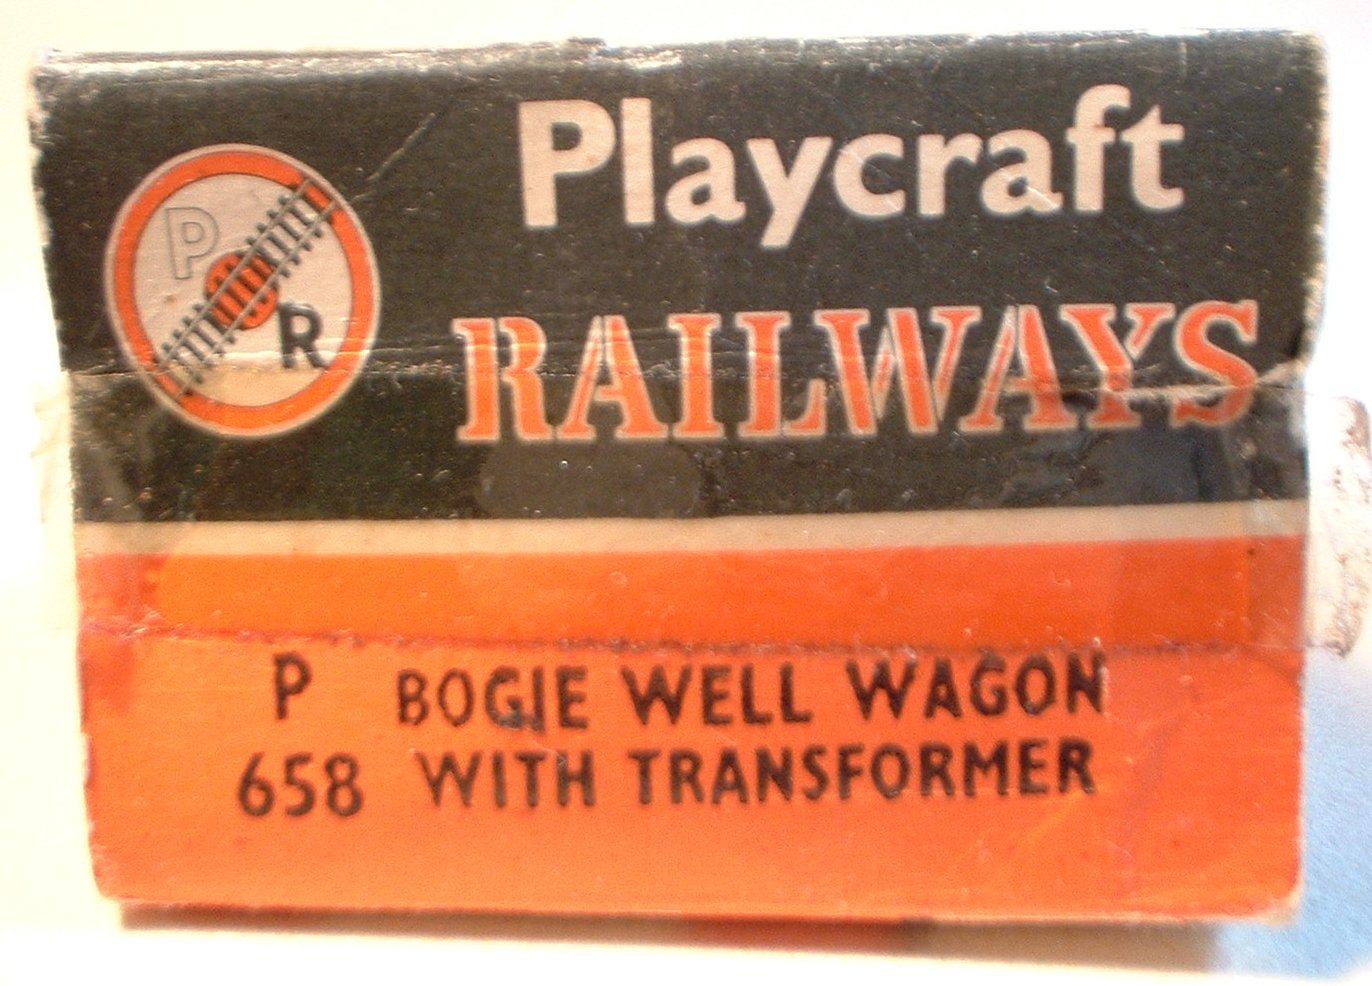 Playcraft
P
R
RAILWAYS
P BOGIE WELL WAGON
658 WITH TRANSFORMER